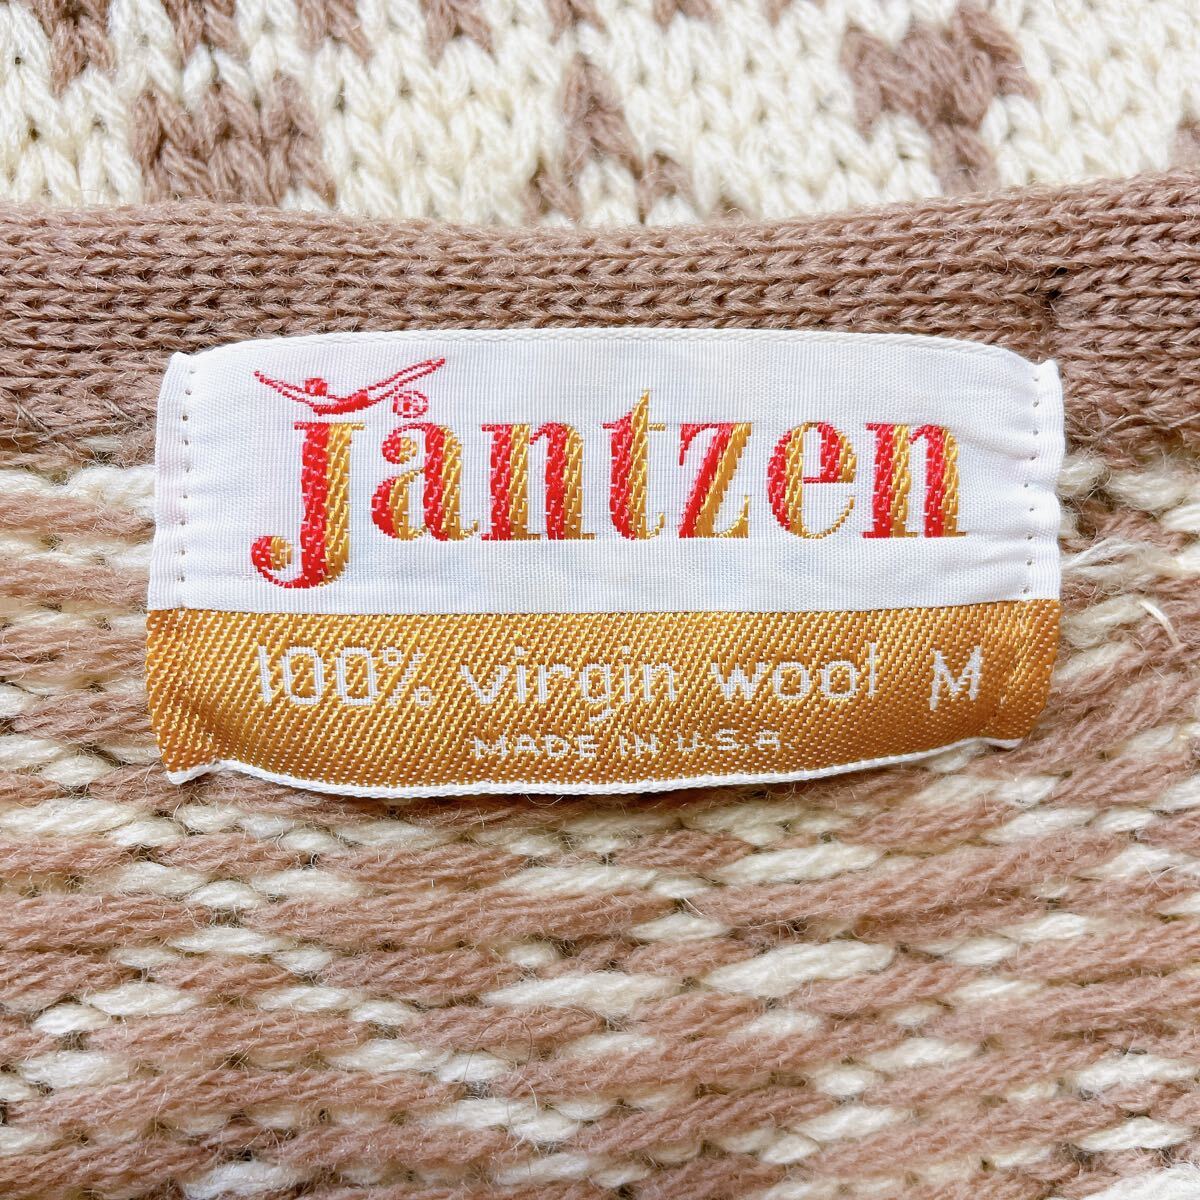 Jantzen®
100% virgin wool M
MADE IN U.S.A.